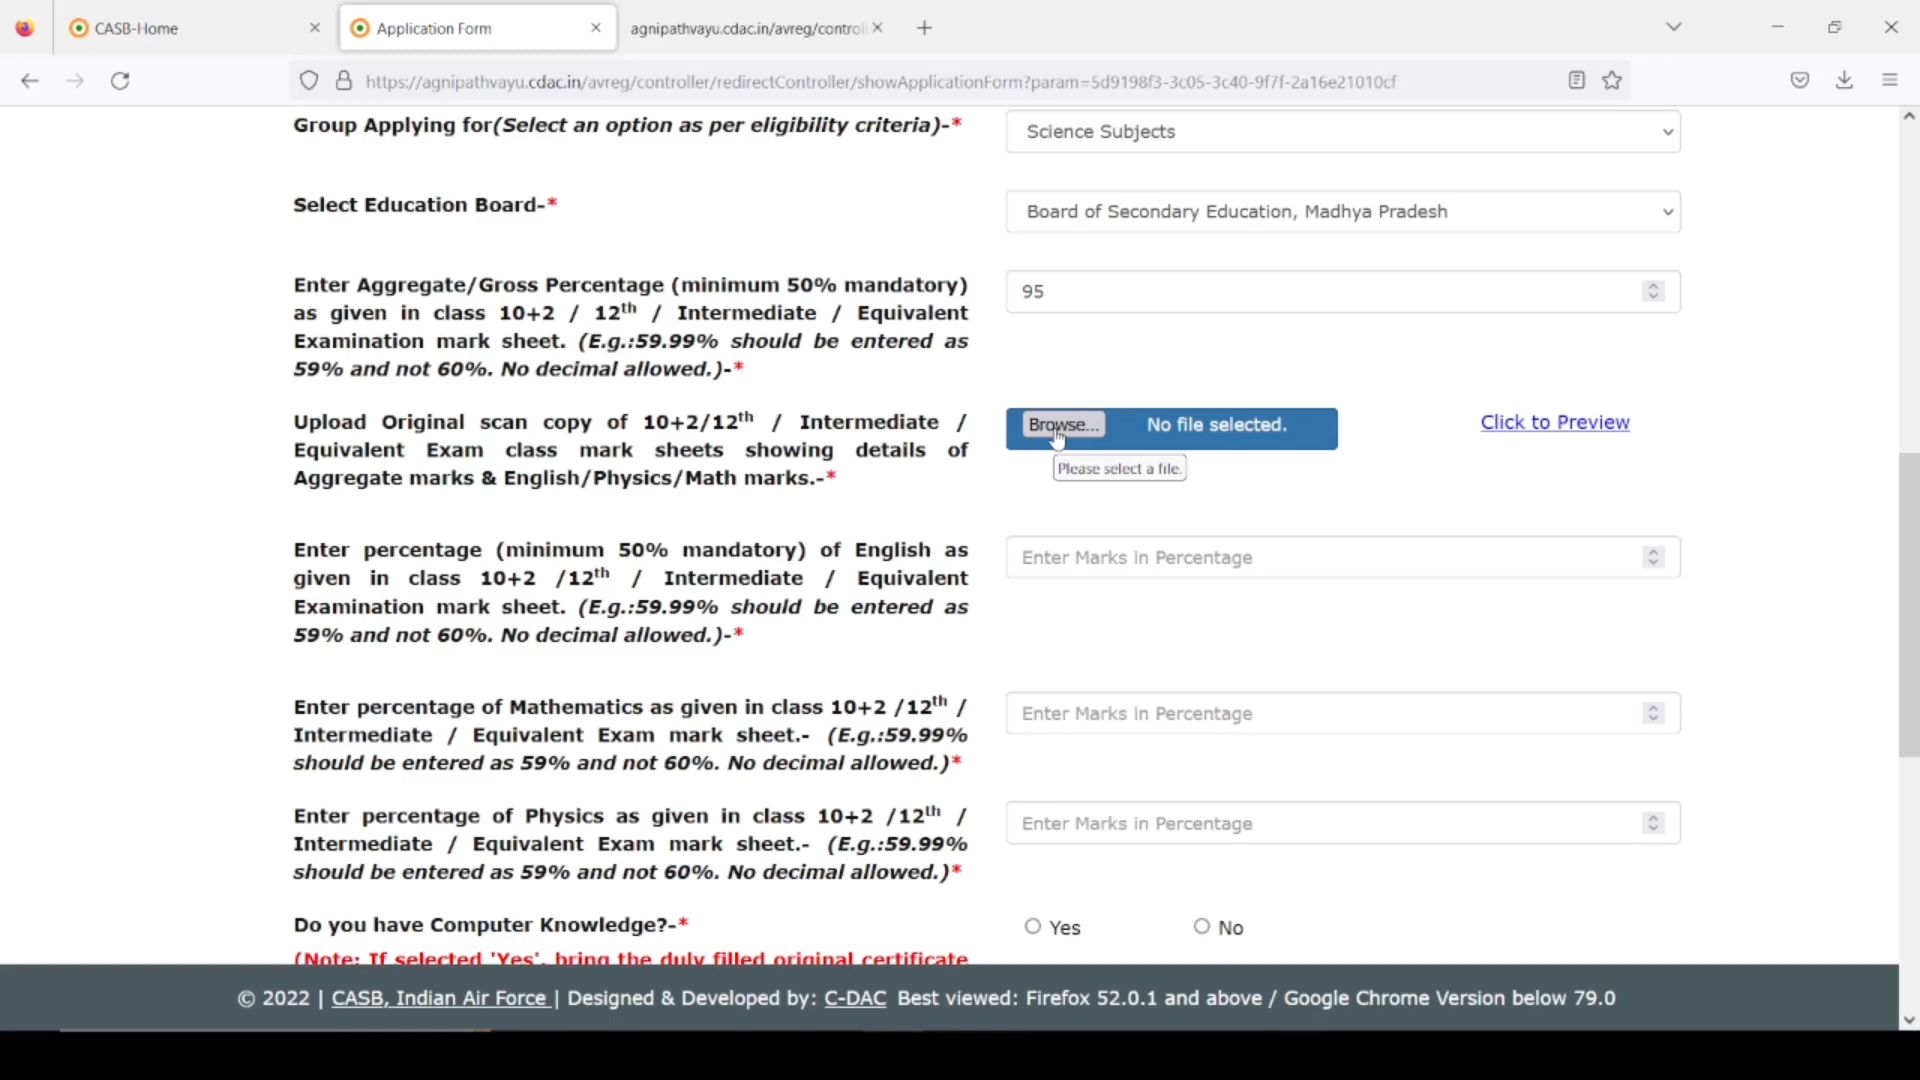 CASB-Home
Application Form
agnipathvayu.cdac.in/avreg/control
https://agnipathvayu.cdac.in/avreg/controller/redirectController/showApplicationForm?param=5d9198f3-3c05-3c40-9f7f-2a16e21010cf
Group Applying for(Select an option as per eligibility criteria)-*
Science Subjects
Select Education Board-*
Board of Secondary Education, Madhya Pradesh
Enter Aggregate/Gross Percentage (minimum 50% mandatory)
as given in class 10+2 / 12th / Intermediate / Equivalent
Examination mark sheet. (E.g.:59.99% should be entered as
59% and not 60%. No decimal allowed.)-*
95
Upload Original scan copy of 10+2/12th / Intermediate /
Equivalent Exam class mark sheets showing details of
Aggregate marks & English/Physics/Math marks.-*
Browse... No file selected.
Please select a file.
Click to Preview
Enter percentage (minimum 50% mandatory) of English as
given in class 10+2 /12th / Intermediate / Equivalent
Examination mark sheet. (E.g.:59.99% should be entered as
59% and not 60%. No decimal allowed.)-*
Enter Marks in Percentage
Enter percentage of Mathematics as given in class 10+2 /12th /
Intermediate / Equivalent Exam mark sheet.- (E.g.:59.99%
should be entered as 59% and not 60%. No decimal allowed.)*
Enter Marks in Percentage
Enter percentage of Physics as given in class 10+2 /12th /
Intermediate / Equivalent Exam mark sheet.- (E.g.:59.99%
should be entered as 59% and not 60%. No decimal allowed.)*
Enter Marks in Percentage
Do you have Computer Knowledge?-*
Yes No
(Note: If selected 'Yes', bring the duly filled original certificate
© 2022 | CASB, Indian Air Force | Designed & Developed by: C-DAC Best viewed: Firefox 52.0.1 and above / Google Chrome Version below 79.0